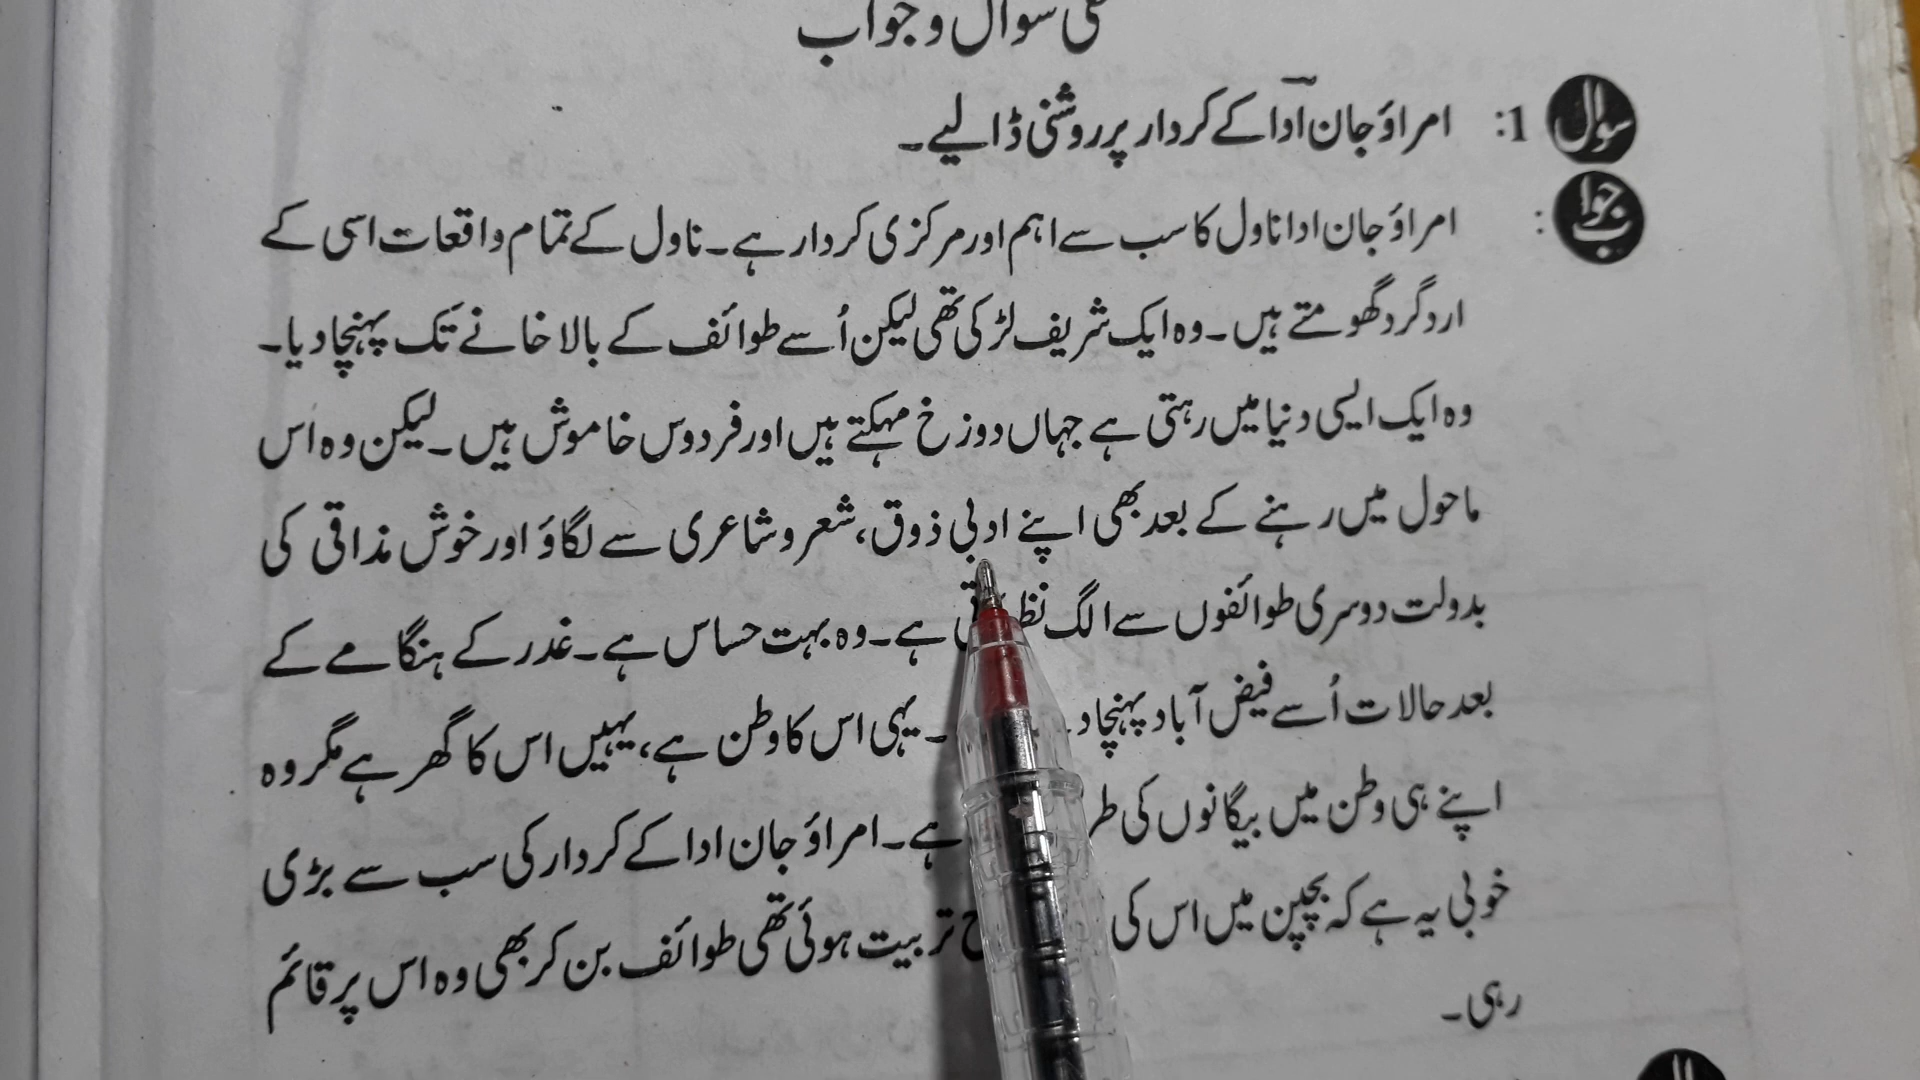 سوال و جواب
سوال 1: امراؤ جان ادا کے کردار پر روشنی ڈالیے۔
جواب : امراؤ جان ادا ناول کا سب سے اہم اور مرکزی کردار ہے۔ ناول کے تمام واقعات اسی کے
ارد گرد گھومتے ہیں۔ وہ ایک شریف لڑکی تھی لیکن اُسے طوائف کے بالا خانے تک پہنچا دیا۔
وہ ایک ایسی دنیا میں رہتی ہے جہاں دوزخ مہکتے ہیں اور فردوس خاموش ہیں۔ لیکن وہ اس
ماحول میں رہنے کے بعد بھی اپنے ادبی ذوق، شعر و شاعری سے لگاؤ اور خوش مذاقی کی
بدولت دوسری طوائفوں سے الگ ہے۔ وہ بہت حساس ہے۔ غدر کے ہنگامے کے
بعد حالات اُسے فیض آباد ۔ یہی اس کا وطن ہے، یہیں اس کا گھر ہے مگر وہ
اپنے ہی وطن میں بیگانوں کی ہے۔ امراؤ جان ادا کے کردار کی سب سے بڑی
خوبی یہ ہے کہ بچپن میں اس کی تربیت ہوئی تھی طوائف بن کر بھی وہ اس پر قائم
رہی۔